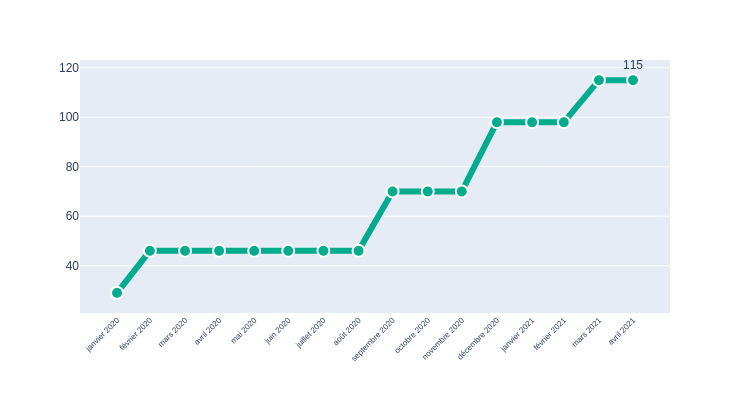 115
120
100
80
60
40
janvier 2020
février 2020
mars 2020
avril 2020
mai 2020
juin 2020
juillet 2020
août 2020
septembre 2020
octobre 2020
novembre 2020
décembre 2020
janvier 2021
février 2021
mars 2021
avril 2021